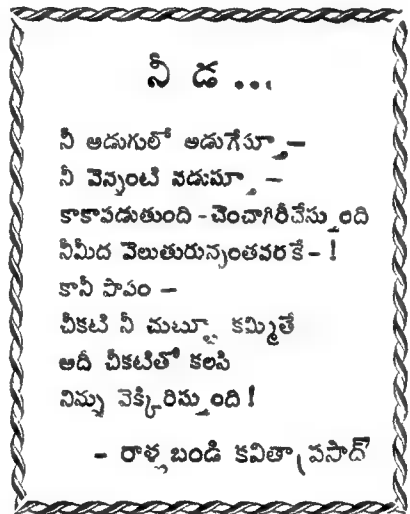 నీ డ ...
నీ అడుగులో అడుగేస్తూ—
నీ వెన్నంటి నడుస్తూ —
కాకాపడుతుంది - చెంచాగిరీచేస్తుంది
నీమీద వెలుతురున్నంతవరకే - !
కానీ పాపం —
చీకటి నీ చుట్టూ కమ్మితే
అదీ చీకటితో కలసి
నిన్ను వెక్కిరిస్తుంది !
- రాళ్ళబండి కవితాప్రసాద్